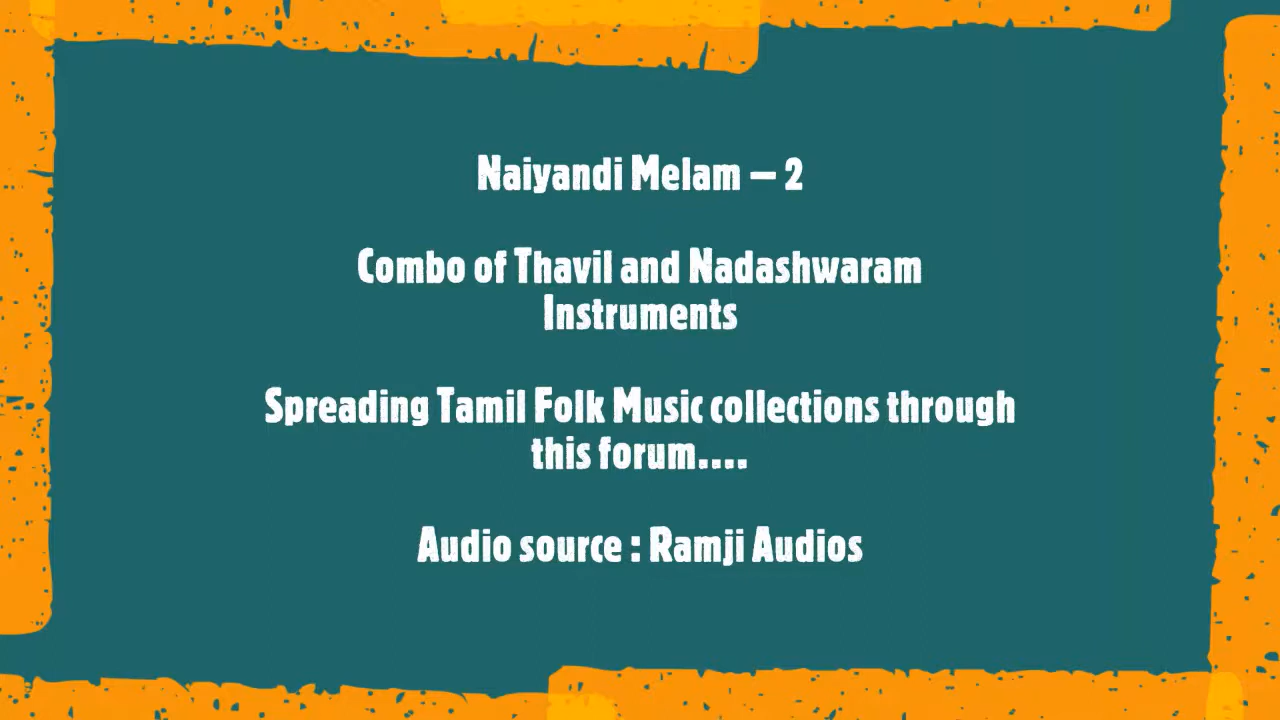 Naiyandi Melam – 2
Combo of Thavil and Nadashwaram
Instruments
Spreading Tamil Folk Music collections through
this forum....
Audio source : Ramji Audios